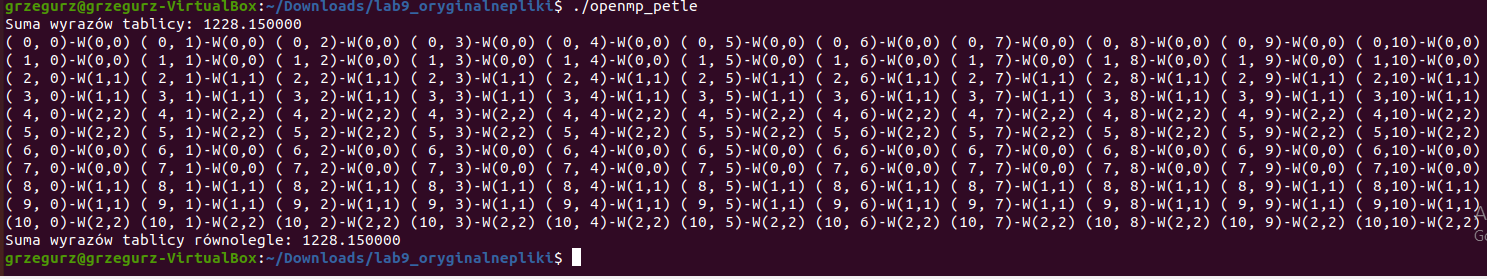 grzegurz@grzegurz-VirtualBox:~/Downloads/lab9_oryginalnepliki$ ./openmp_petle
Suma wyrazów tablicy: 1228.150000
( 0, 0)-W(0,0) ( 0, 1)-W(0,0) ( 0, 2)-W(0,0) ( 0, 3)-W(0,0) ( 0, 4)-W(0,0) ( 0, 5)-W(0,0) ( 0, 6)-W(0,0) ( 0, 7)-W(0,0) ( 0, 8)-W(0,0) ( 0, 9)-W(0,0) ( 0,10)-W(0,0)
( 1, 0)-W(0,0) ( 1, 1)-W(0,0) ( 1, 2)-W(0,0) ( 1, 3)-W(0,0) ( 1, 4)-W(0,0) ( 1, 5)-W(0,0) ( 1, 6)-W(0,0) ( 1, 7)-W(0,0) ( 1, 8)-W(0,0) ( 1, 9)-W(0,0) ( 1,10)-W(0,0)
( 2, 0)-W(1,1) ( 2, 1)-W(1,1) ( 2, 2)-W(1,1) ( 2, 3)-W(1,1) ( 2, 4)-W(1,1) ( 2, 5)-W(1,1) ( 2, 6)-W(1,1) ( 2, 7)-W(1,1) ( 2, 8)-W(1,1) ( 2, 9)-W(1,1) ( 2,10)-W(1,1)
( 3, 0)-W(1,1) ( 3, 1)-W(1,1) ( 3, 2)-W(1,1) ( 3, 3)-W(1,1) ( 3, 4)-W(1,1) ( 3, 5)-W(1,1) ( 3, 6)-W(1,1) ( 3, 7)-W(1,1) ( 3, 8)-W(1,1) ( 3, 9)-W(1,1) ( 3,10)-W(1,1)
( 4, 0)-W(2,2) ( 4, 1)-W(2,2) ( 4, 2)-W(2,2) ( 4, 3)-W(2,2) ( 4, 4)-W(2,2) ( 4, 5)-W(2,2) ( 4, 6)-W(2,2) ( 4, 7)-W(2,2) ( 4, 8)-W(2,2) ( 4, 9)-W(2,2) ( 4,10)-W(2,2)
( 5, 0)-W(2,2) ( 5, 1)-W(2,2) ( 5, 2)-W(2,2) ( 5, 3)-W(2,2) ( 5, 4)-W(2,2) ( 5, 5)-W(2,2) ( 5, 6)-W(2,2) ( 5, 7)-W(2,2) ( 5, 8)-W(2,2) ( 5, 9)-W(2,2) ( 5,10)-W(2,2)
( 6, 0)-W(0,0) ( 6, 1)-W(0,0) ( 6, 2)-W(0,0) ( 6, 3)-W(0,0) ( 6, 4)-W(0,0) ( 6, 5)-W(0,0) ( 6, 6)-W(0,0) ( 6, 7)-W(0,0) ( 6, 8)-W(0,0) ( 6, 9)-W(0,0) ( 6,10)-W(0,0)
( 7, 0)-W(0,0) ( 7, 1)-W(0,0) ( 7, 2)-W(0,0) ( 7, 3)-W(0,0) ( 7, 4)-W(0,0) ( 7, 5)-W(0,0) ( 7, 6)-W(0,0) ( 7, 7)-W(0,0) ( 7, 8)-W(0,0) ( 7, 9)-W(0,0) ( 7,10)-W(0,0)
( 8, 0)-W(1,1) ( 8, 1)-W(1,1) ( 8, 2)-W(1,1) ( 8, 3)-W(1,1) ( 8, 4)-W(1,1) ( 8, 5)-W(1,1) ( 8, 6)-W(1,1) ( 8, 7)-W(1,1) ( 8, 8)-W(1,1) ( 8, 9)-W(1,1) ( 8,10)-W(1,1)
( 9, 0)-W(1,1) ( 9, 1)-W(1,1) ( 9, 2)-W(1,1) ( 9, 3)-W(1,1) ( 9, 4)-W(1,1) ( 9, 5)-W(1,1) ( 9, 6)-W(1,1) ( 9, 7)-W(1,1) ( 9, 8)-W(1,1) ( 9, 9)-W(1,1) ( 9,10)-W(1,1)
(10, 0)-W(2,2) (10, 1)-W(2,2) (10, 2)-W(2,2) (10, 3)-W(2,2) (10, 4)-W(2,2) (10, 5)-W(2,2) (10, 6)-W(2,2) (10, 7)-W(2,2) (10, 8)-W(2,2) (10, 9)-W(2,2) (10,10)-W(2,2)
Suma wyrazów tablicy równolegle: 1228.150000
grzegurz@grzegurz-VirtualBox:~/Downloads/lab9_oryginalnepliki$